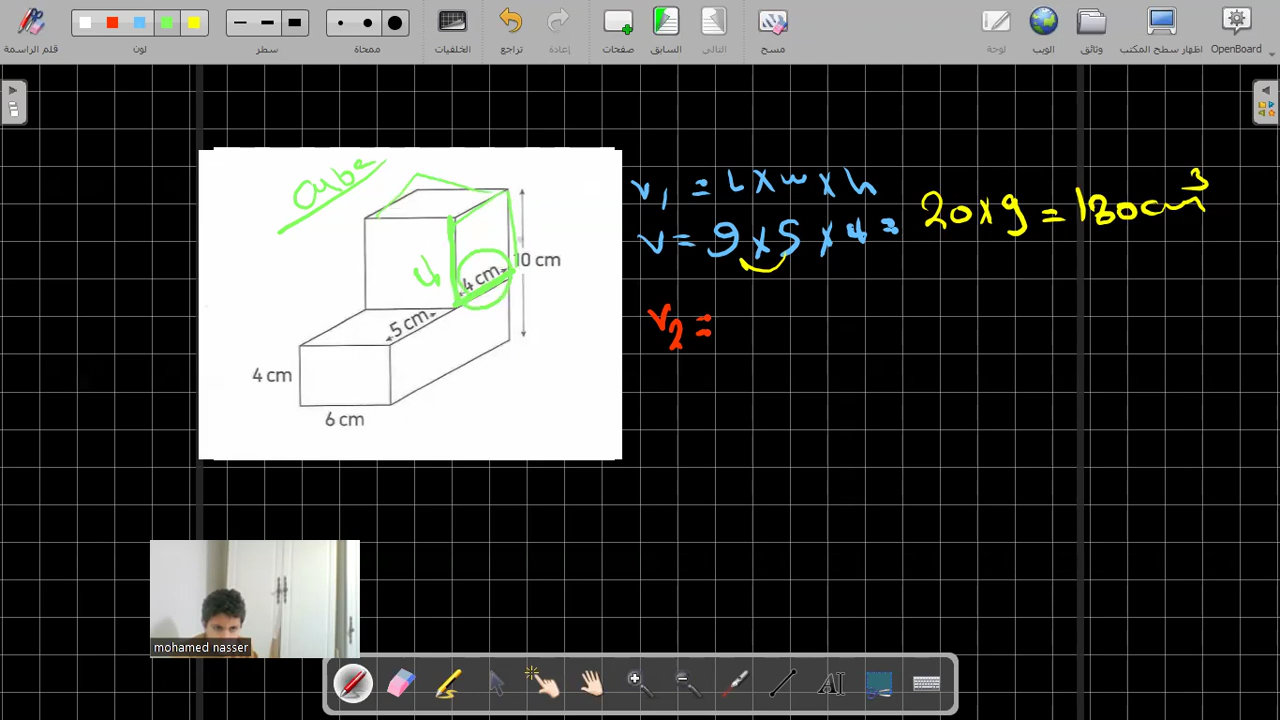 قلم الراسمة
لون
سطر
ممحاة
الخلفيات
تراجع
إعادة
صفحات
السابق
التالي
مسح
لوحة
الويب
وثائق
اظهار سطح المكتب
OpenBoard
cube
V₁ = L x w x h
V = 9 x 5 x 4 =
20 x 9 = 180 cm³
V₂ =
4
4 cm
10 cm
5 cm
4 cm
6 cm
mohamed nasser
AI